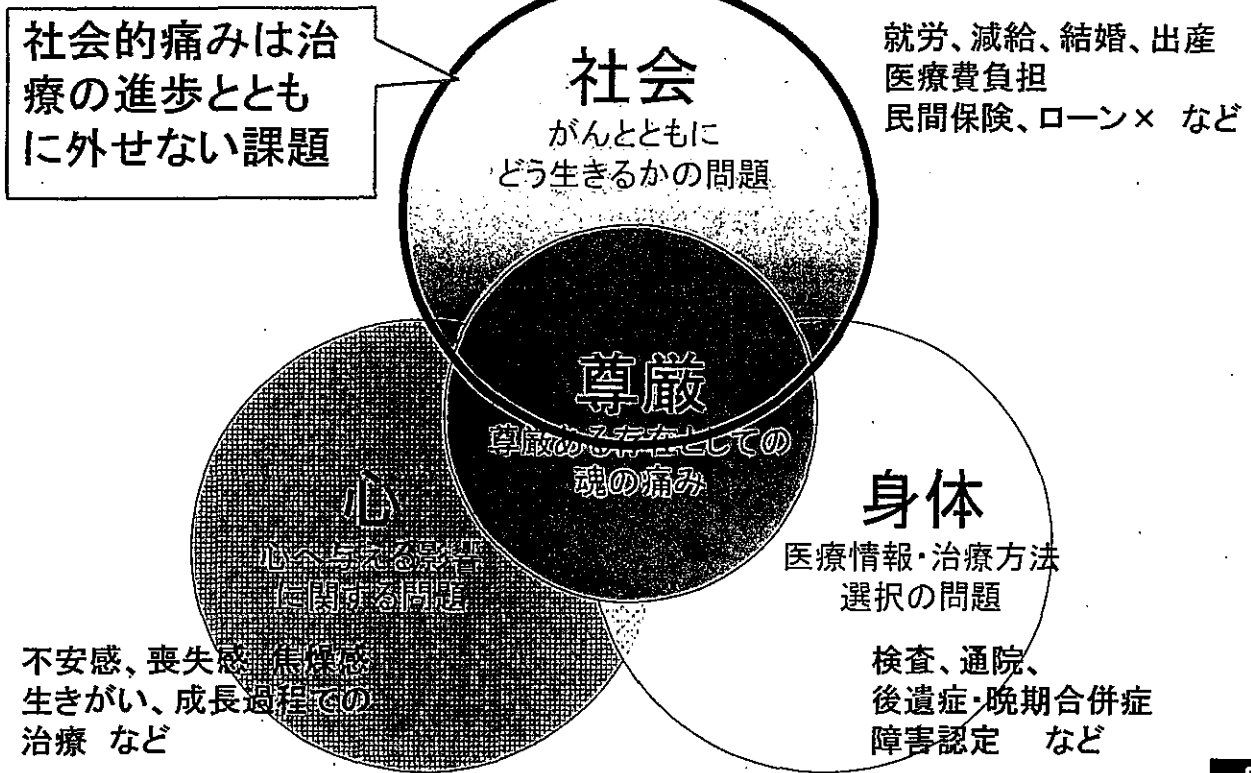 社会的痛みは治
療の進歩ととも
に外せない課題
社会
がんとともに
どう生きるかの問題
就労、減給、結婚、出産
医療費負担
民間保険、ローン× など
尊厳
尊厳ある存在としての
魂の痛み
心
心へ与える影響
に関する問題
身体
医療情報・治療方法
選択の問題
不安感、喪失感 焦燥感
生きがい、成長過程での
治療 など
検査、通院、
後遺症・晩期合併症
障害認定 など